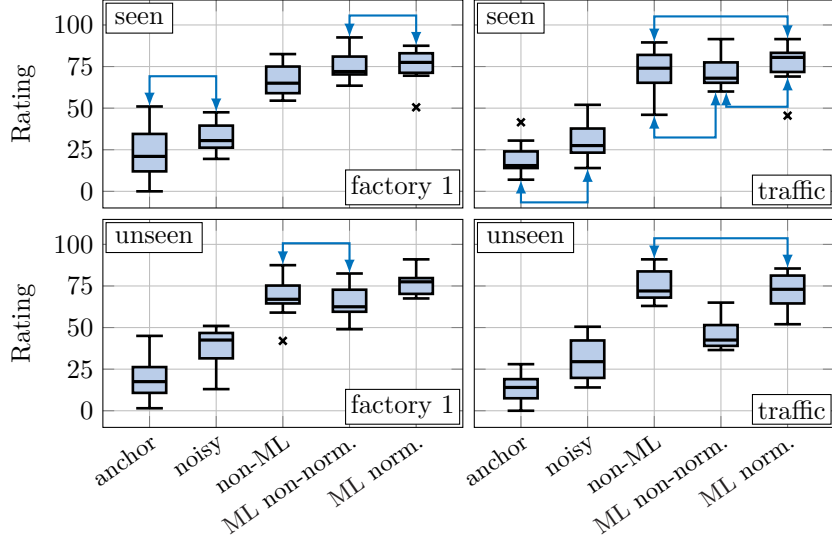 seen
seen
100
75
50
25
0
Rating
factory 1
traffic
unseen
unseen
100
75
50
25
0
Rating
factory 1
traffic
anchor
noisy
non-ML
ML non-norm.
ML norm.
anchor
noisy
non-ML
ML non-norm.
ML norm.